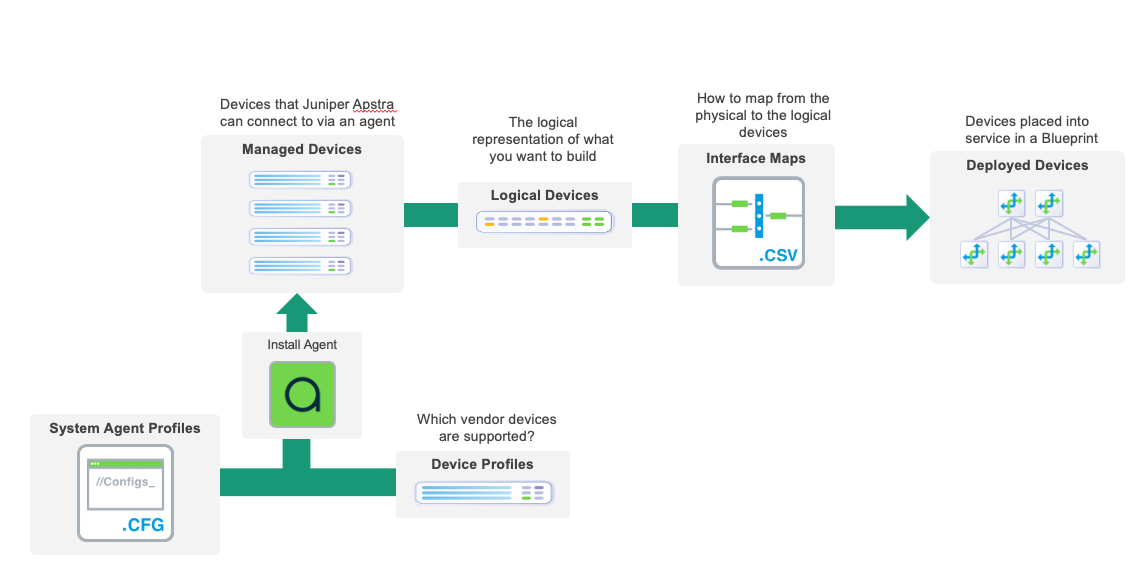 Devices that Juniper Apstra
can connect to via an agent
Managed Devices
The logical
representation of what
you want to build
Logical Devices
How to map from the
physical to the logical
devices
Interface Maps
.CSV
Devices placed into
service in a Blueprint
Deployed Devices
Install Agent
System Agent Profiles
//Configs_
.CFG
Which vendor devices
are supported?
Device Profiles